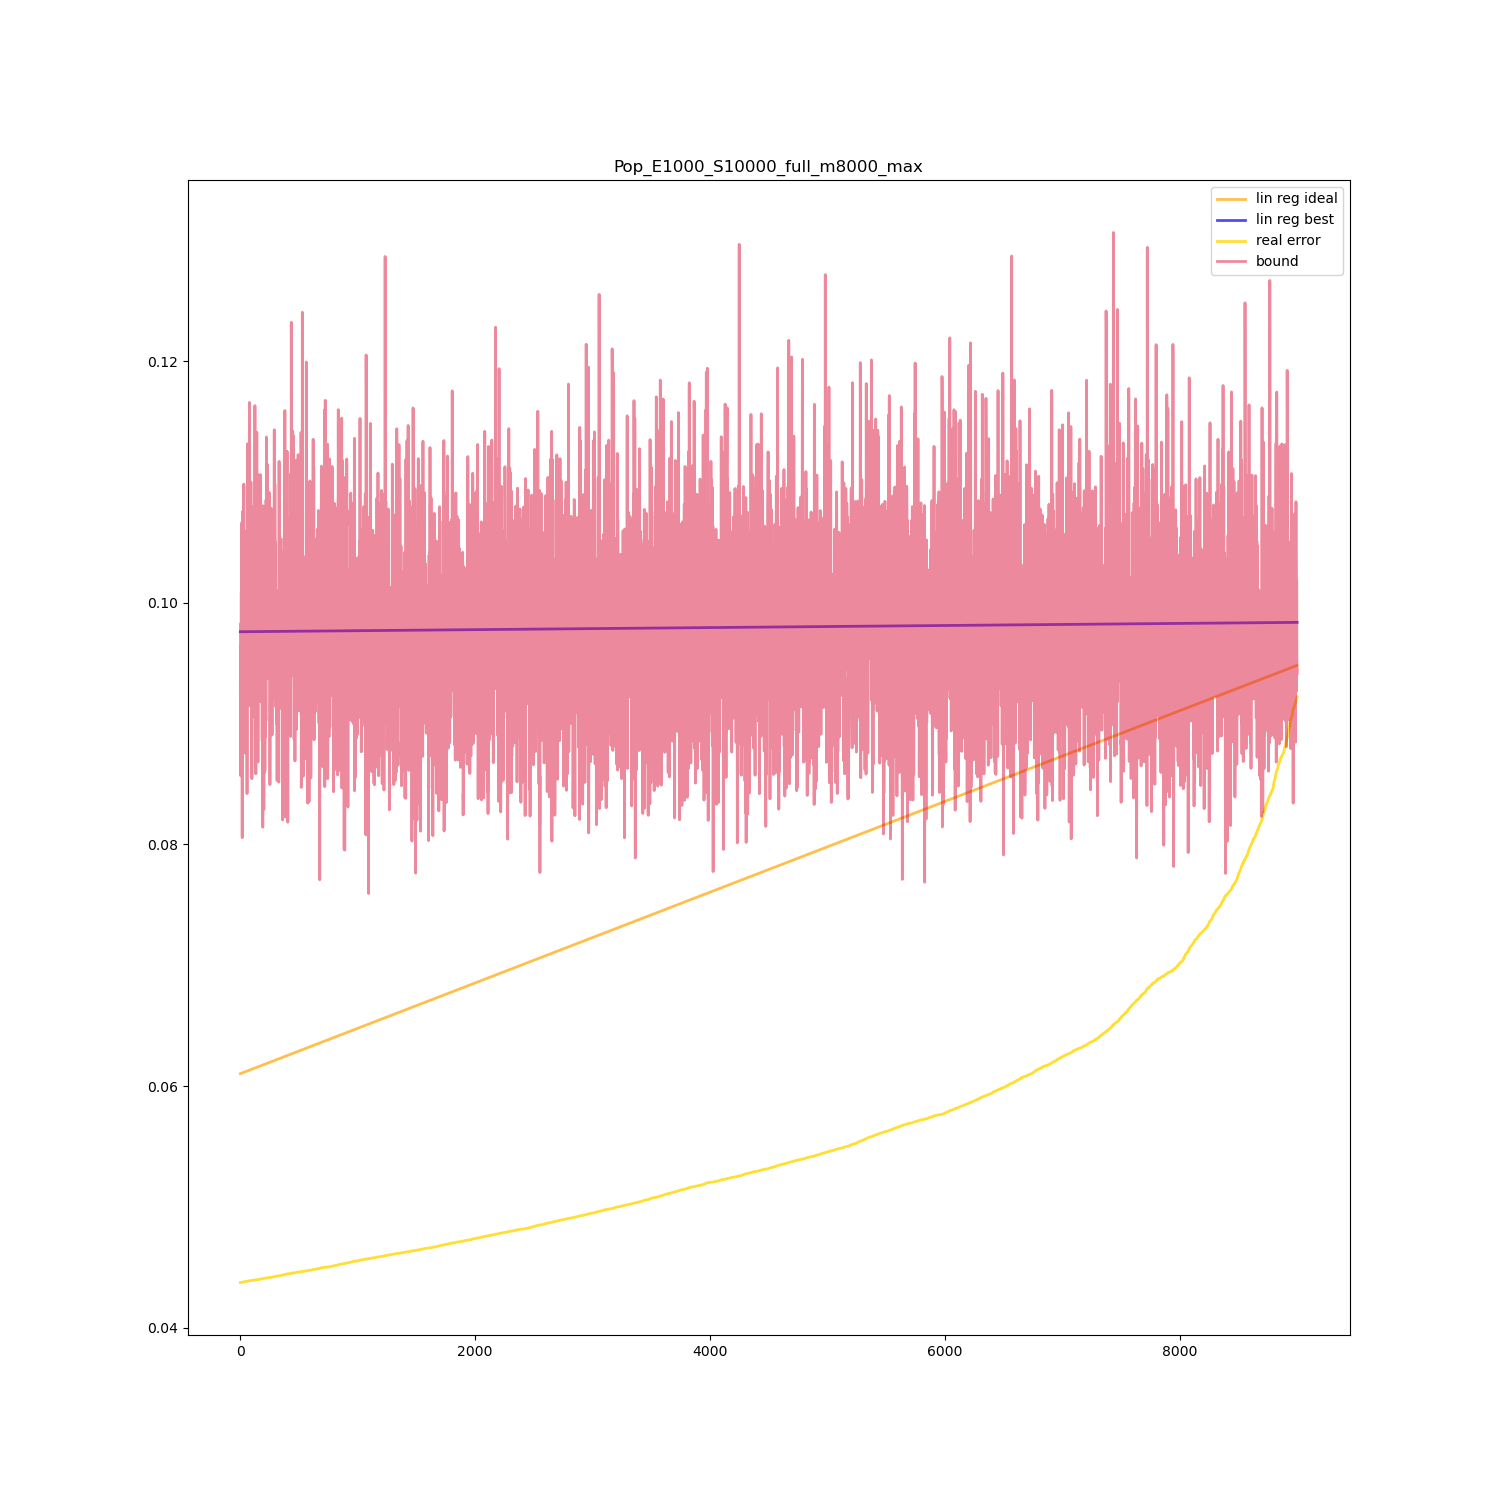 Pop_E1000_S10000_full_m8000_max
lin reg ideal
lin reg best
real error
bound
0.12
0.10
0.08
0.06
0.04
0
2000
4000
6000
8000